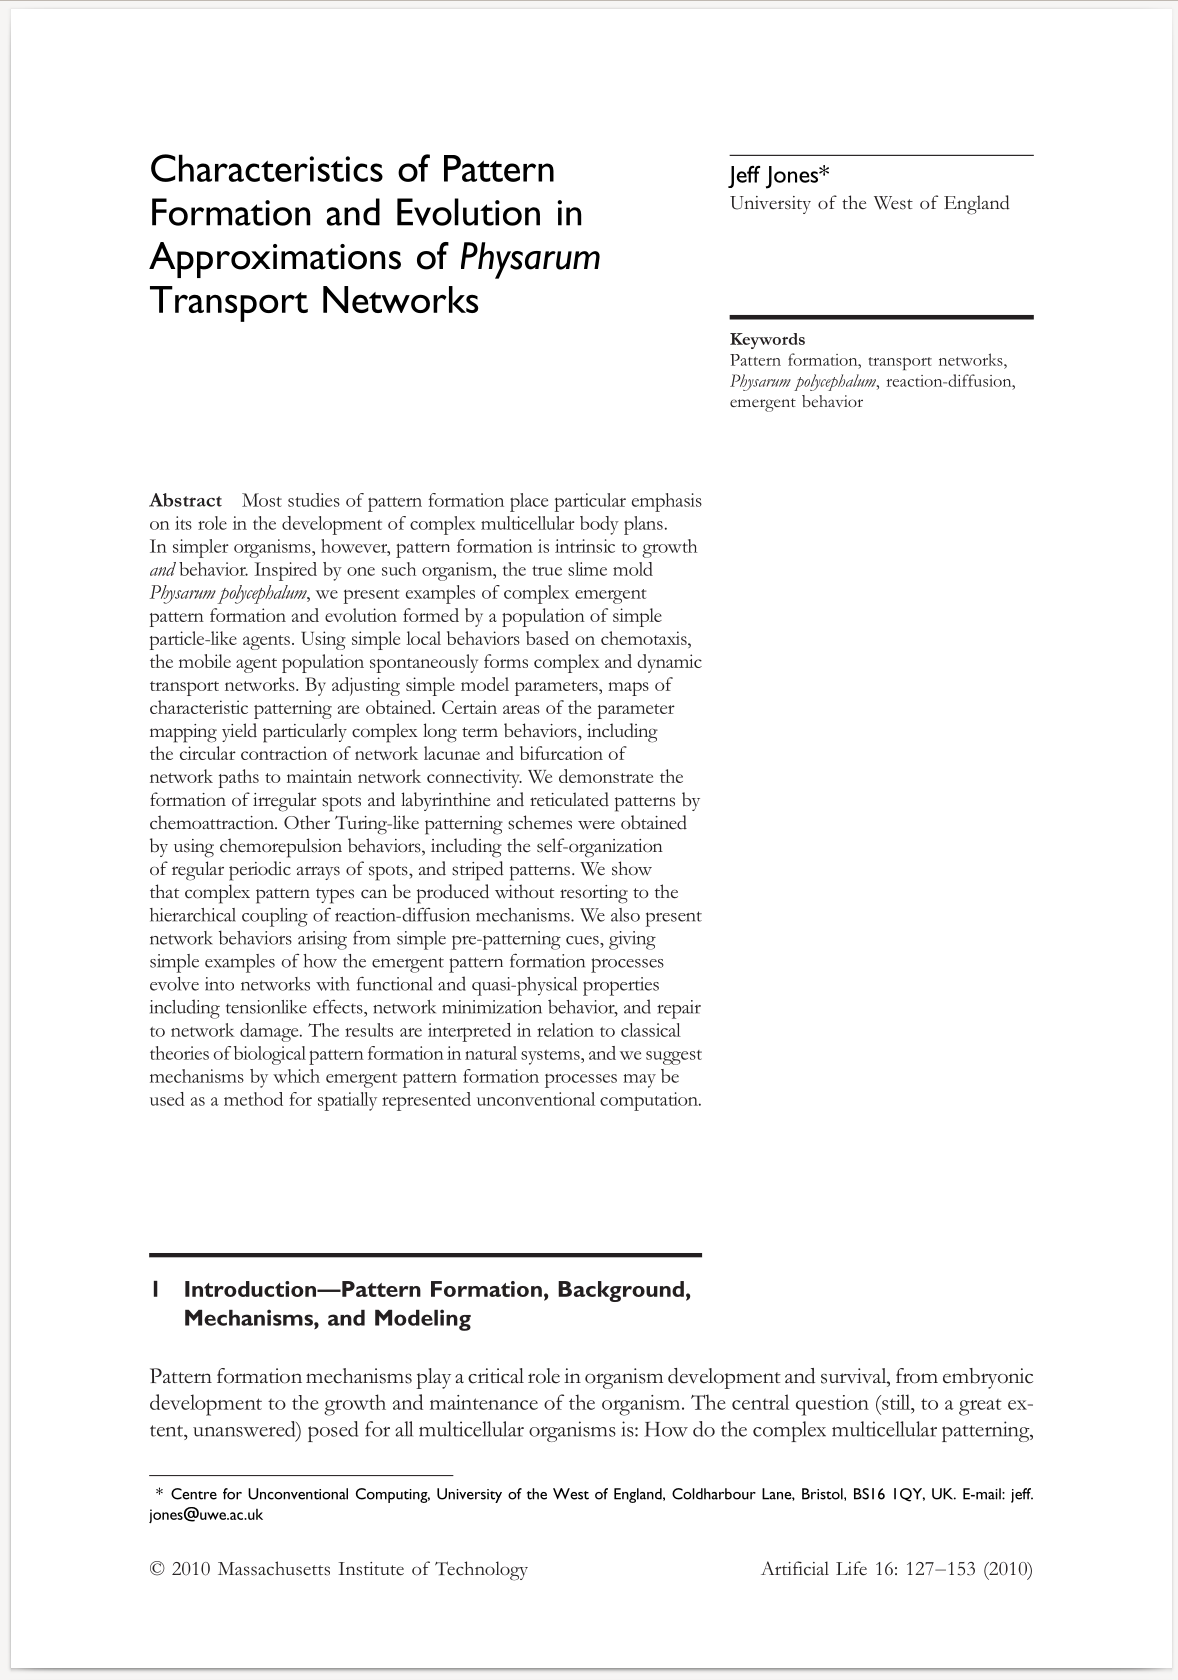 Characteristics of Pattern
Formation and Evolution in
Approximations of Physarum
Transport Networks
Jeff Jones*
University of the West of England
Keywords
Pattern formation, transport networks,
Physarum polycephalum, reaction-diffusion,
emergent behavior
Abstract Most studies of pattern formation place particular emphasis
on its role in the development of complex multicellular body plans.
In simpler organisms, however, pattern formation is intrinsic to growth
and behavior. Inspired by one such organism, the true slime mold
Physarum polycephalum, we present examples of complex emergent
pattern formation and evolution formed by a population of simple
particle-like agents. Using simple local behaviors based on chemotaxis,
the mobile agent population spontaneously forms complex and dynamic
transport networks. By adjusting simple model parameters, maps of
characteristic patterning are obtained. Certain areas of the parameter
mapping yield particularly complex long term behaviors, including
the circular contraction of network lacunae and bifurcation of
network paths to maintain network connectivity. We demonstrate the
formation of irregular spots and labyrinthine and reticulated patterns by
chemoattraction. Other Turing-like patterning schemes were obtained
by using chemorepulsion behaviors, including the self-organization
of regular periodic arrays of spots, and striped patterns. We show
that complex pattern types can be produced without resorting to the
hierarchical coupling of reaction-diffusion mechanisms. We also present
network behaviors arising from simple pre-patterning cues, giving
simple examples of how the emergent pattern formation processes
evolve into networks with functional and quasi-physical properties
including tensionlike effects, network minimization behavior, and repair
to network damage. The results are interpreted in relation to classical
theories of biological pattern formation in natural systems, and we suggest
mechanisms by which emergent pattern formation processes may be
used as a method for spatially represented unconventional computation.
1 Introduction—Pattern Formation, Background,
Mechanisms, and Modeling
Pattern formation mechanisms play a critical role in organism development and survival, from embryonic
development to the growth and maintenance of the organism. The central question (still, to a great ex-
tent, unanswered) posed for all multicellular organisms is: How do the complex multicellular patterning,
* Centre for Unconventional Computing, University of the West of England, Coldharbour Lane, Bristol, BS16 1QY, UK. E-mail: jeff.
jones@uwe.ac.uk
© 2010 Massachusetts Institute of Technology
Artificial Life 16: 127–153 (2010)